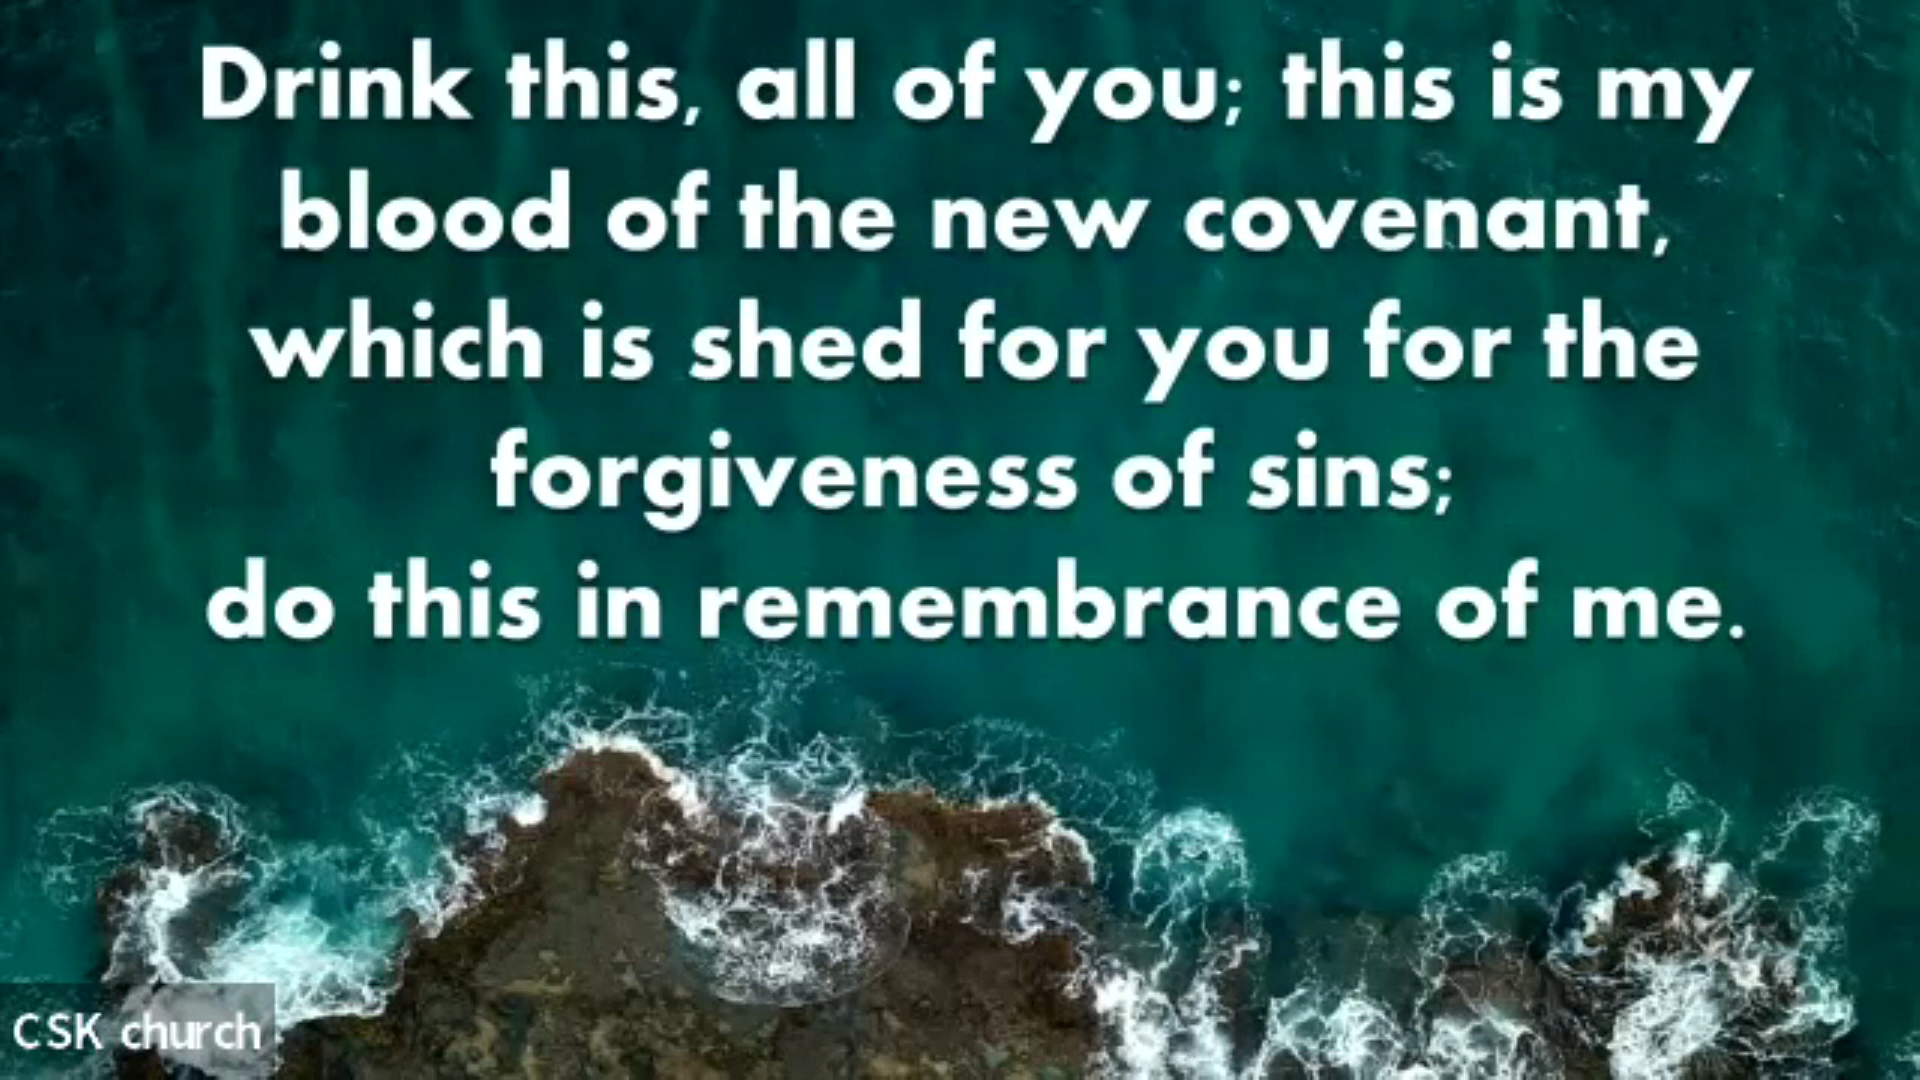 Drink this, all of you; this is my
blood of the new covenant,
which is shed for you for the
forgiveness of sins;
do this in remembrance of me.
CSK church